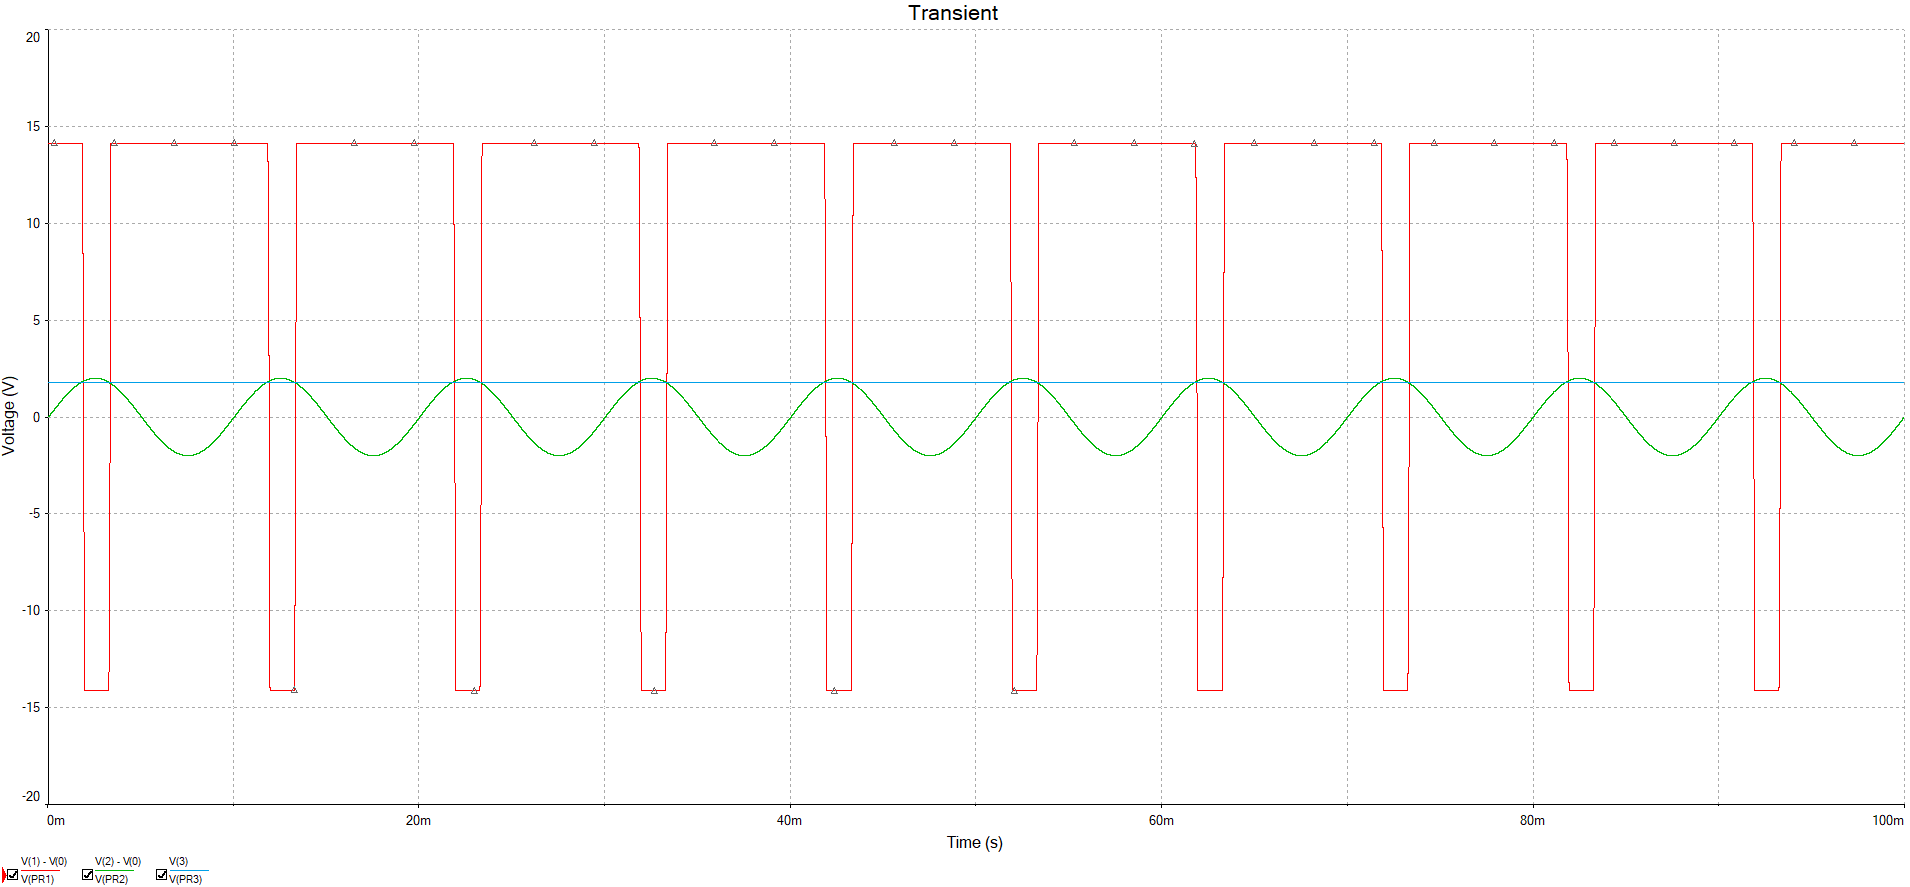 Transient
20
15
10
5
0
-5
-10
-15
-20
Voltage (V)
0m 20m 40m 60m 80m 100m
Time (s)
V(1) - V(0) V(2) - V(0) V(3)
V(PR1) V(PR2) V(PR3)